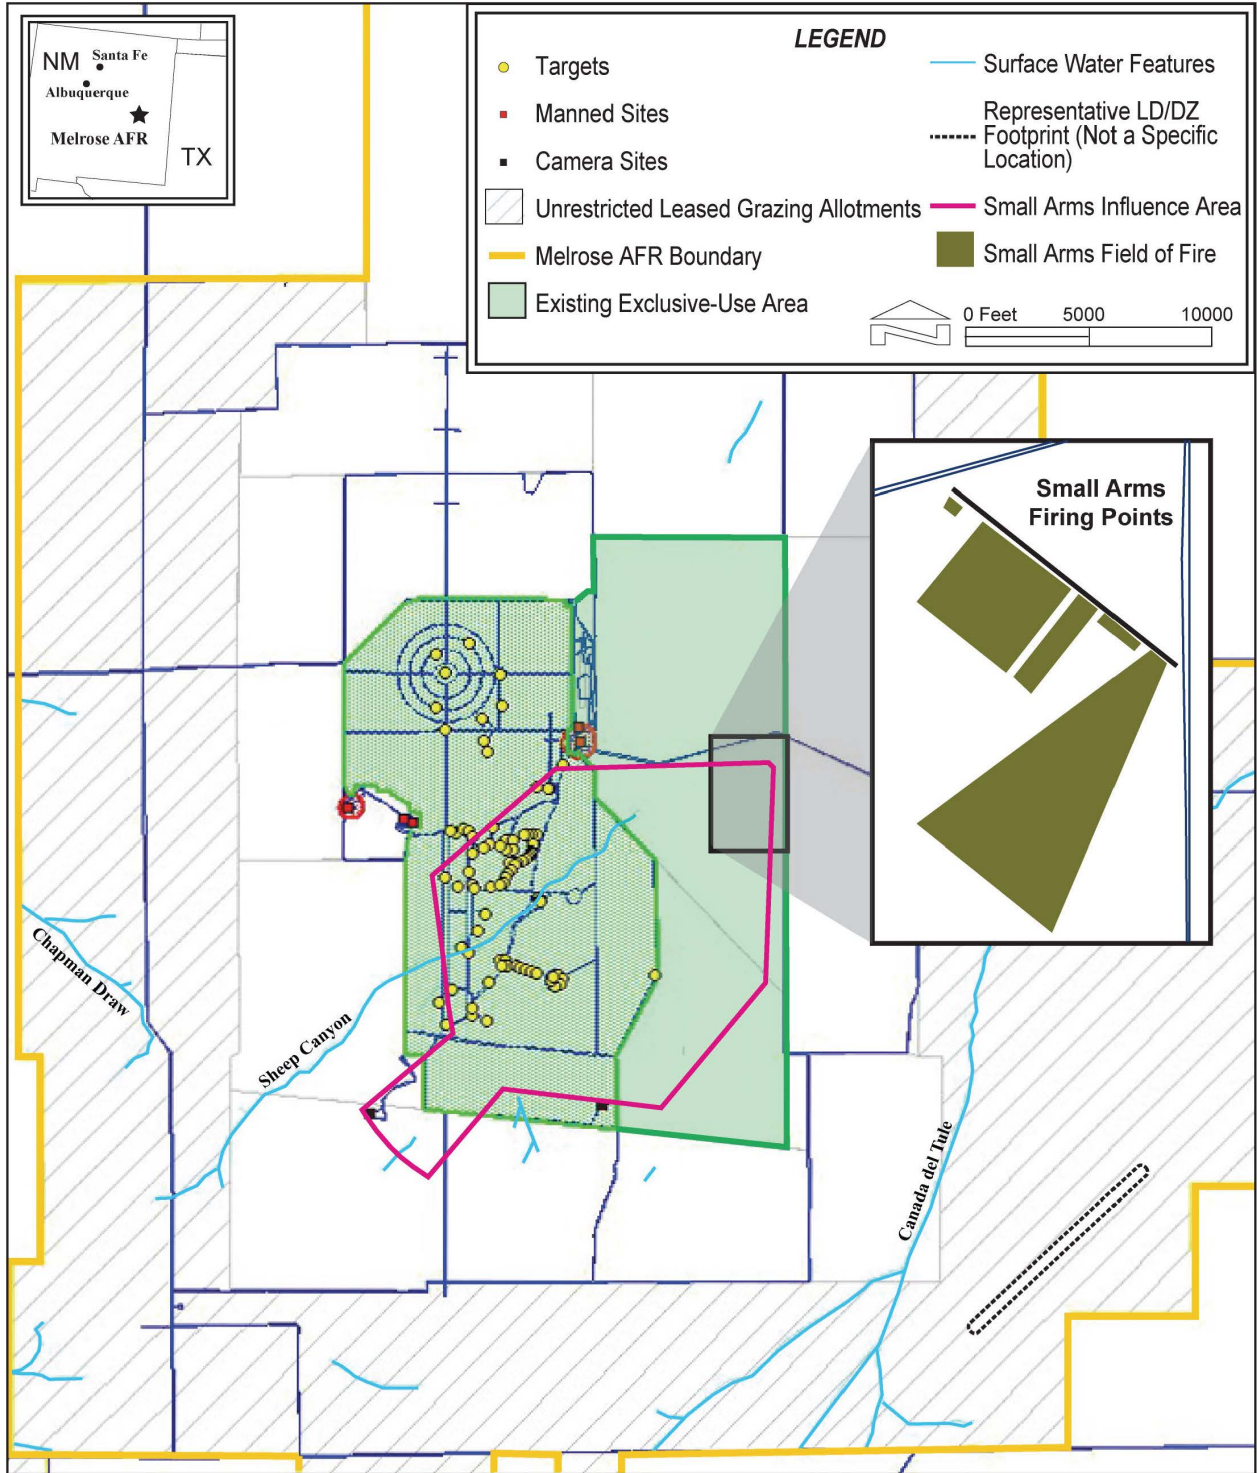 NM
Santa Fe
Albuquerque
Melrose AFR
TX
LEGEND
Targets
Manned Sites
Camera Sites
Unrestricted Leased Grazing Allotments
Melrose AFR Boundary
Existing Exclusive-Use Area
Surface Water Features
Representative LD/DZ
Footprint (Not a Specific
Location)
Small Arms Influence Area
Small Arms Field of Fire
N
0 Feet 5000 10000
Small Arms
Firing Points
Chapman Draw
Sheep Canyon
Canada del Tule